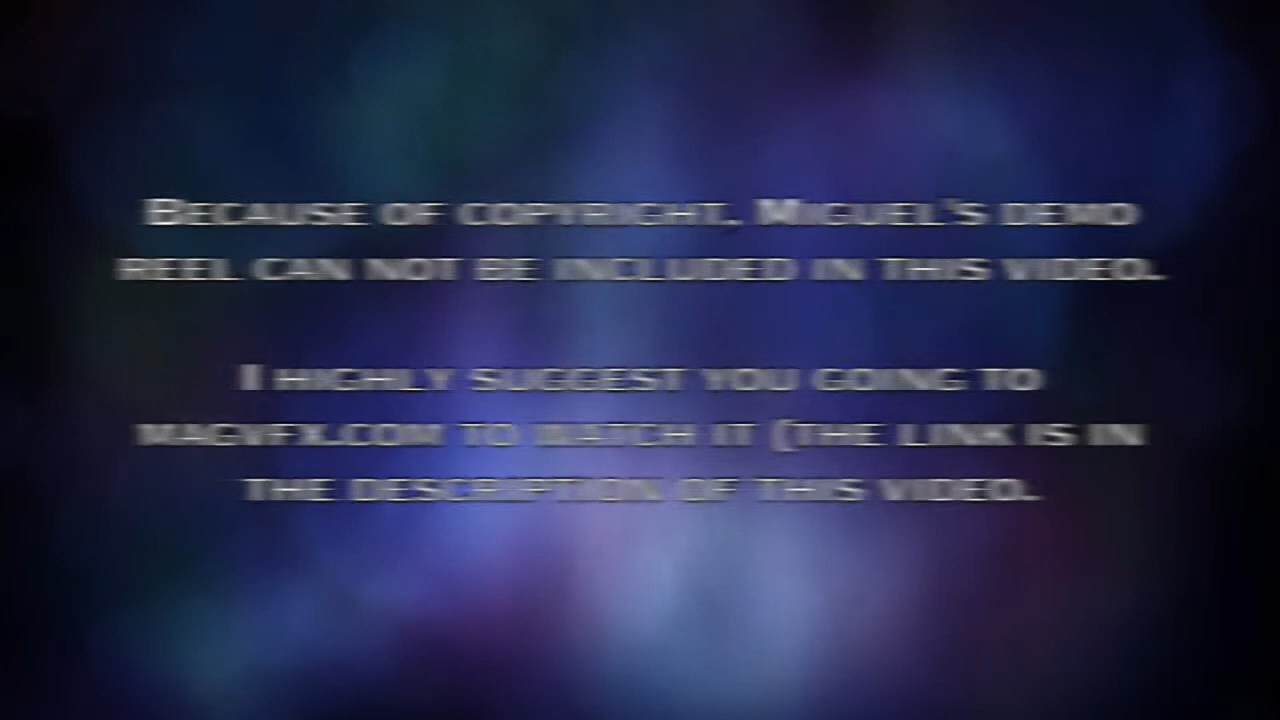 Because of copyright, Miguel's demo
reel can not be included in this video.
I highly suggest you going to
magvfx.com to watch it (the link is in
the description of this video.